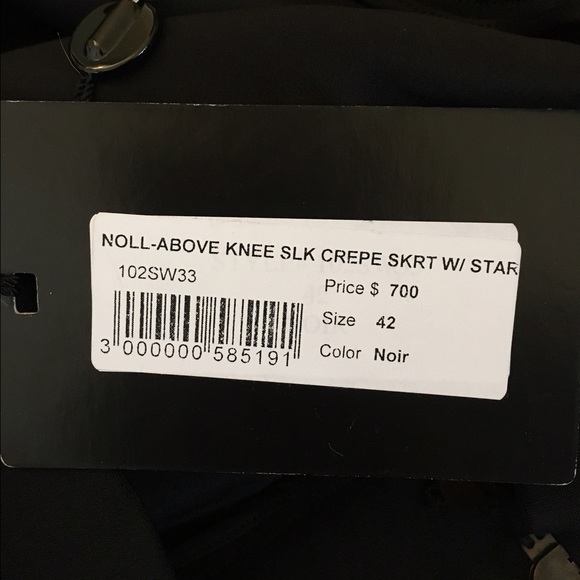 NOLL-ABOVE KNEE SLK CREPE SKRT W/ STAR
102SW33
Price $ 700
Size 42
Color Noir
3 000000 585191